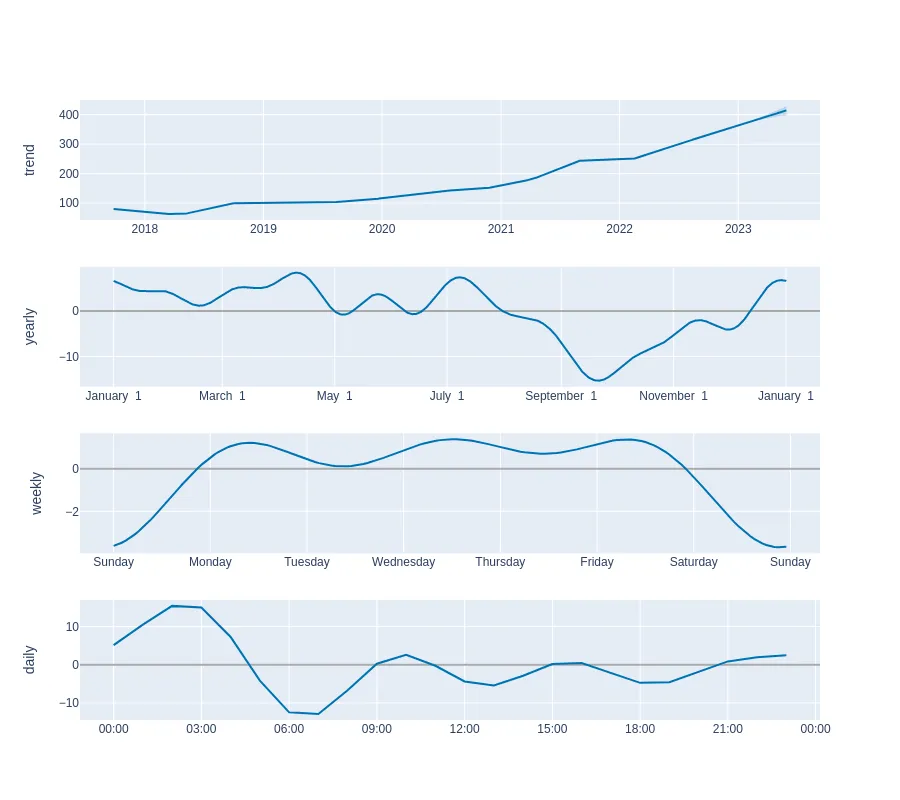 trend
400
300
200
100
2018 2019 2020 2021 2022 2023
yearly
0
−10
January 1 March 1 May 1 July 1 September 1 November 1 January 1
weekly
0
−2
Sunday Monday Tuesday Wednesday Thursday Friday Saturday Sunday
daily
10
0
−10
00:00 03:00 06:00 09:00 12:00 15:00 18:00 21:00 00:00